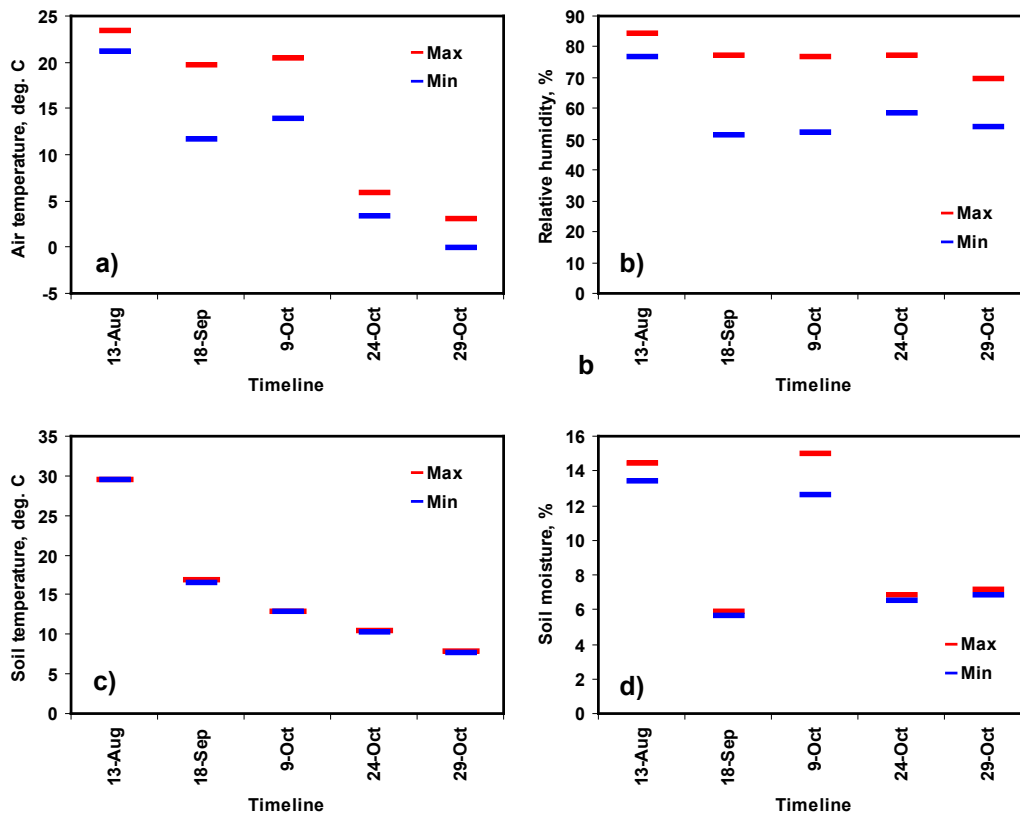 25
20
15
10
5
0
-5
Air temperature, deg. C
Max
Min
a)
13-Aug
18-Sep
9-Oct
24-Oct
29-Oct
Timeline
90
80
70
60
50
40
30
20
10
0
Relative humidity, %
Max
Min
b)
13-Aug
18-Sep
9-Oct
24-Oct
29-Oct
b
Timeline
35
30
25
20
15
10
5
0
Soil temperature, deg. C
Max
Min
c)
13-Aug
18-Sep
9-Oct
24-Oct
29-Oct
Timeline
16
14
12
10
8
6
4
2
0
Soil moisture, %
Max
Min
d)
13-Aug
18-Sep
9-Oct
24-Oct
29-Oct
Timeline